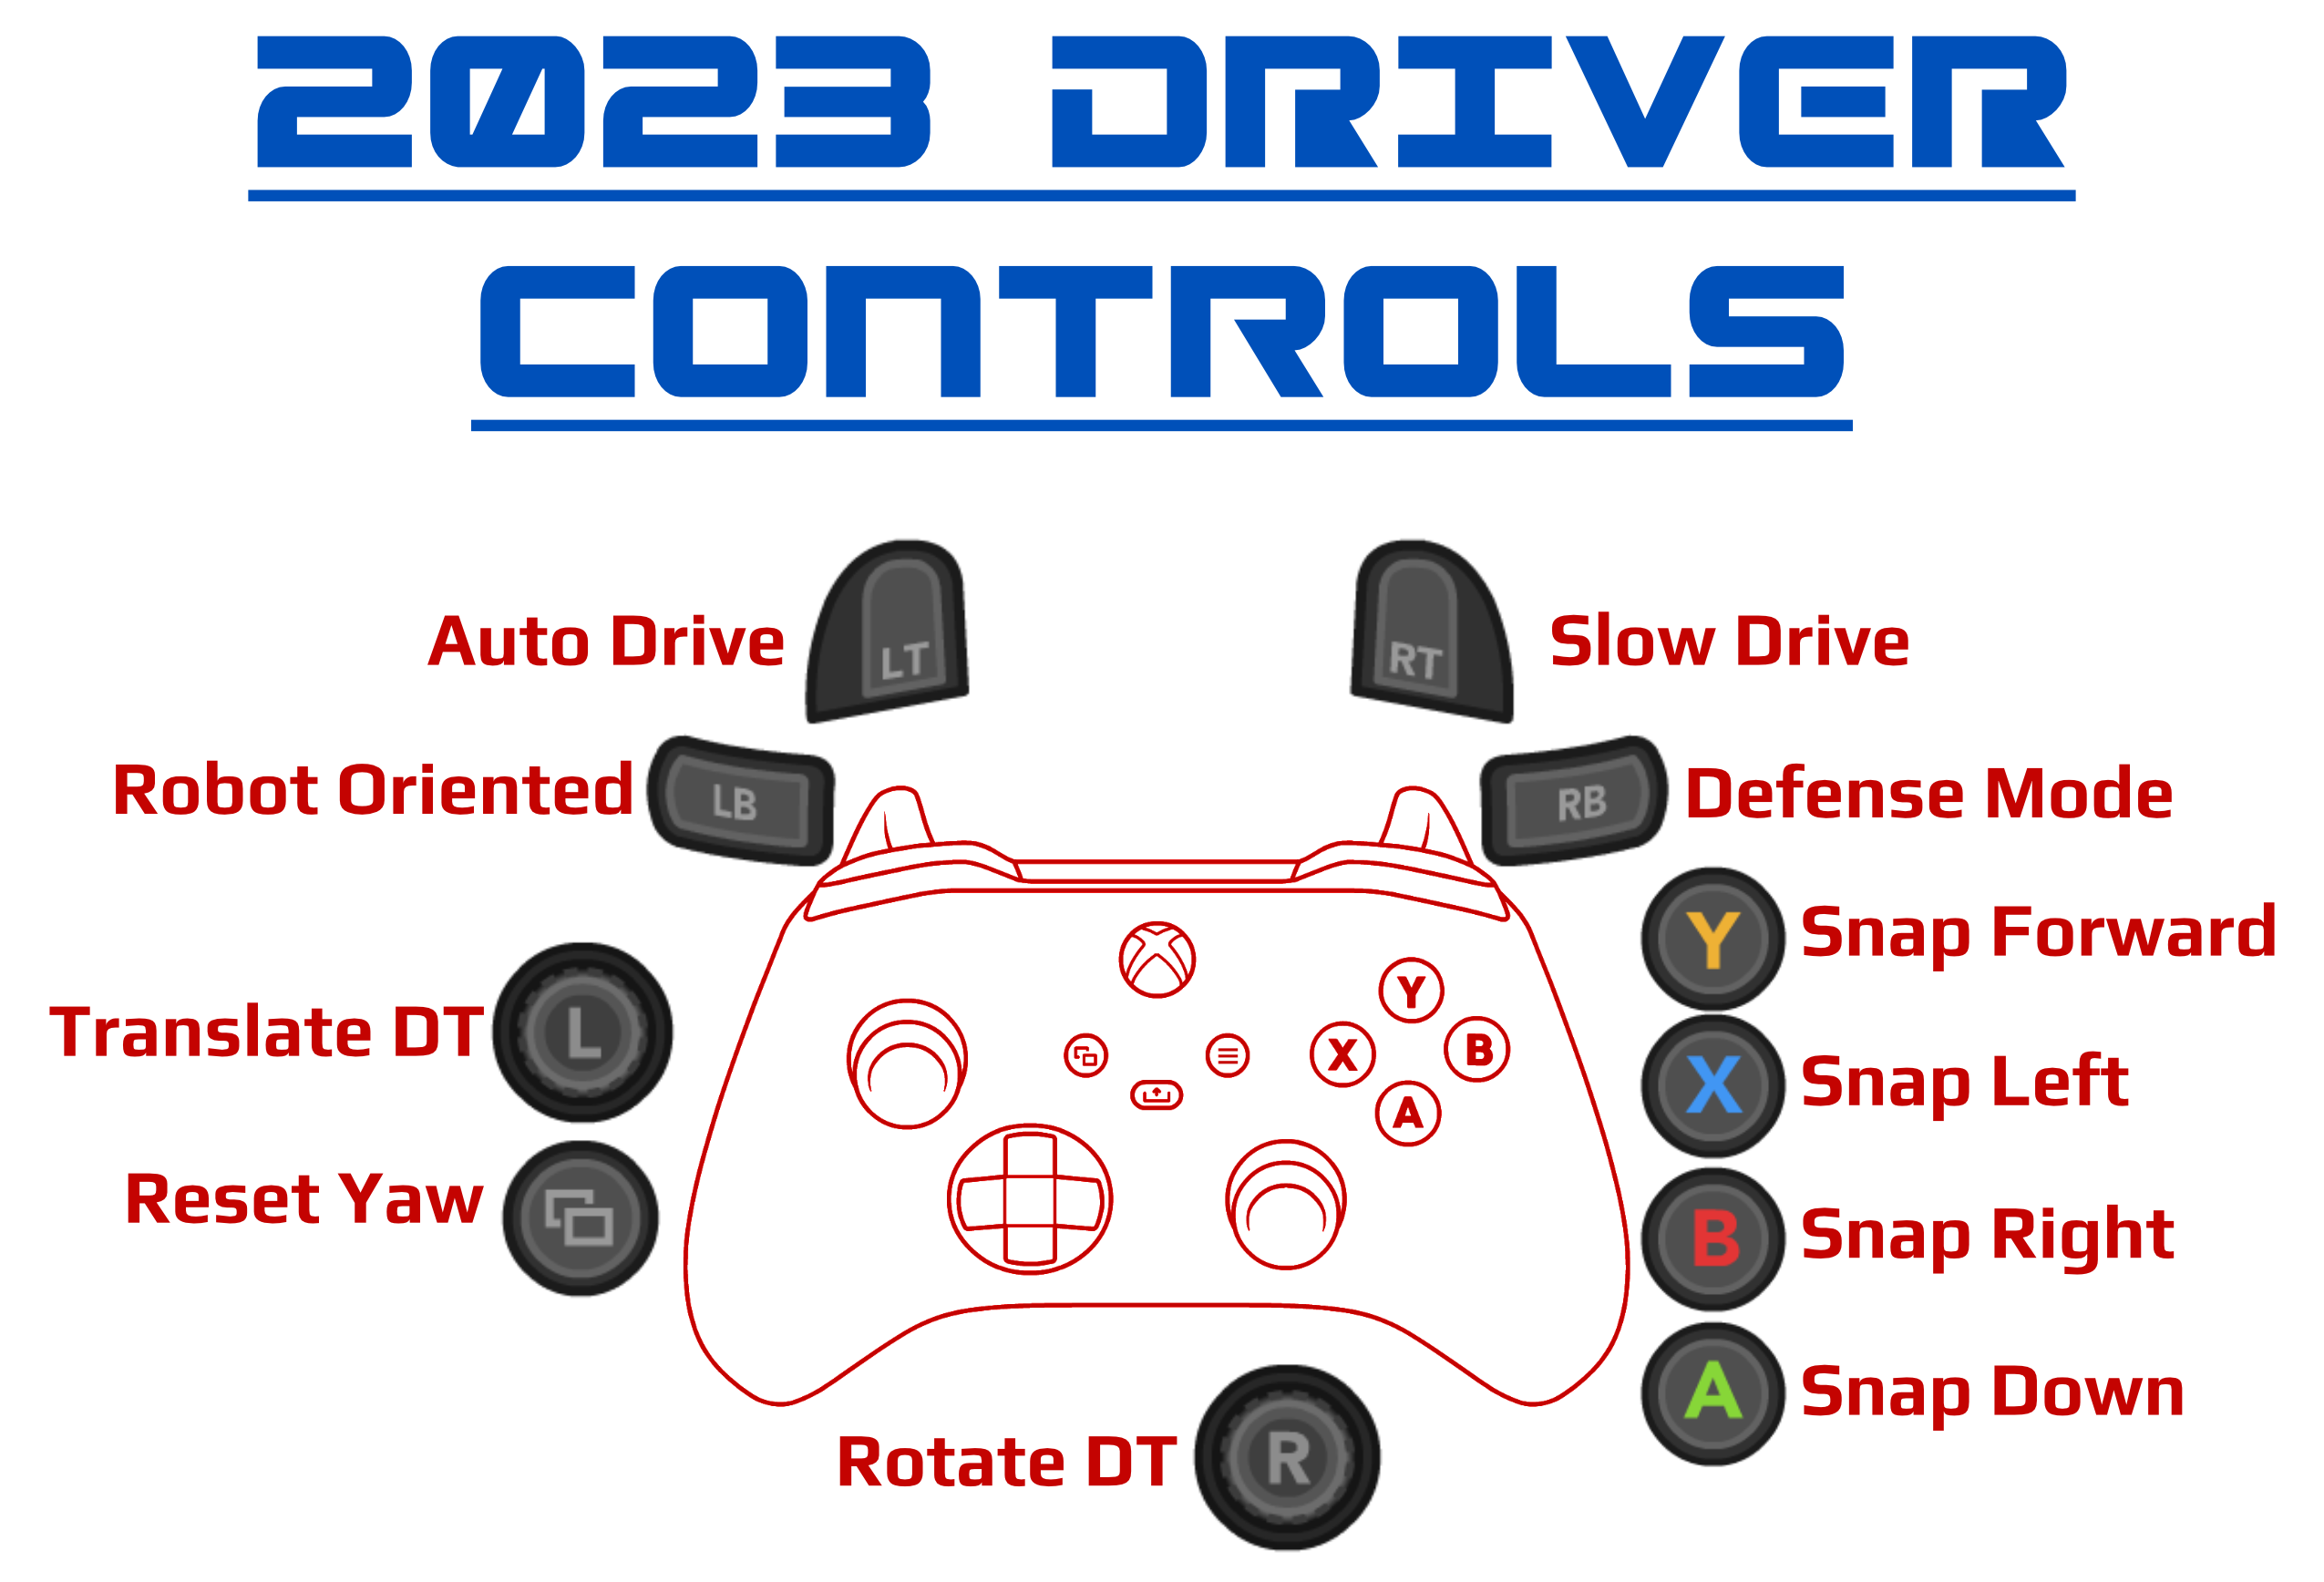 2023 DRIVER
CONTROLS
Auto Drive
LT
RT
Slow Drive
Robot Oriented
LB
RB
Defense Mode
Y
Snap Forward
Translate DT
L
Y
X
B
A
X
Snap Left
Reset Yaw
B
Snap Right
A
Snap Down
Rotate DT
R